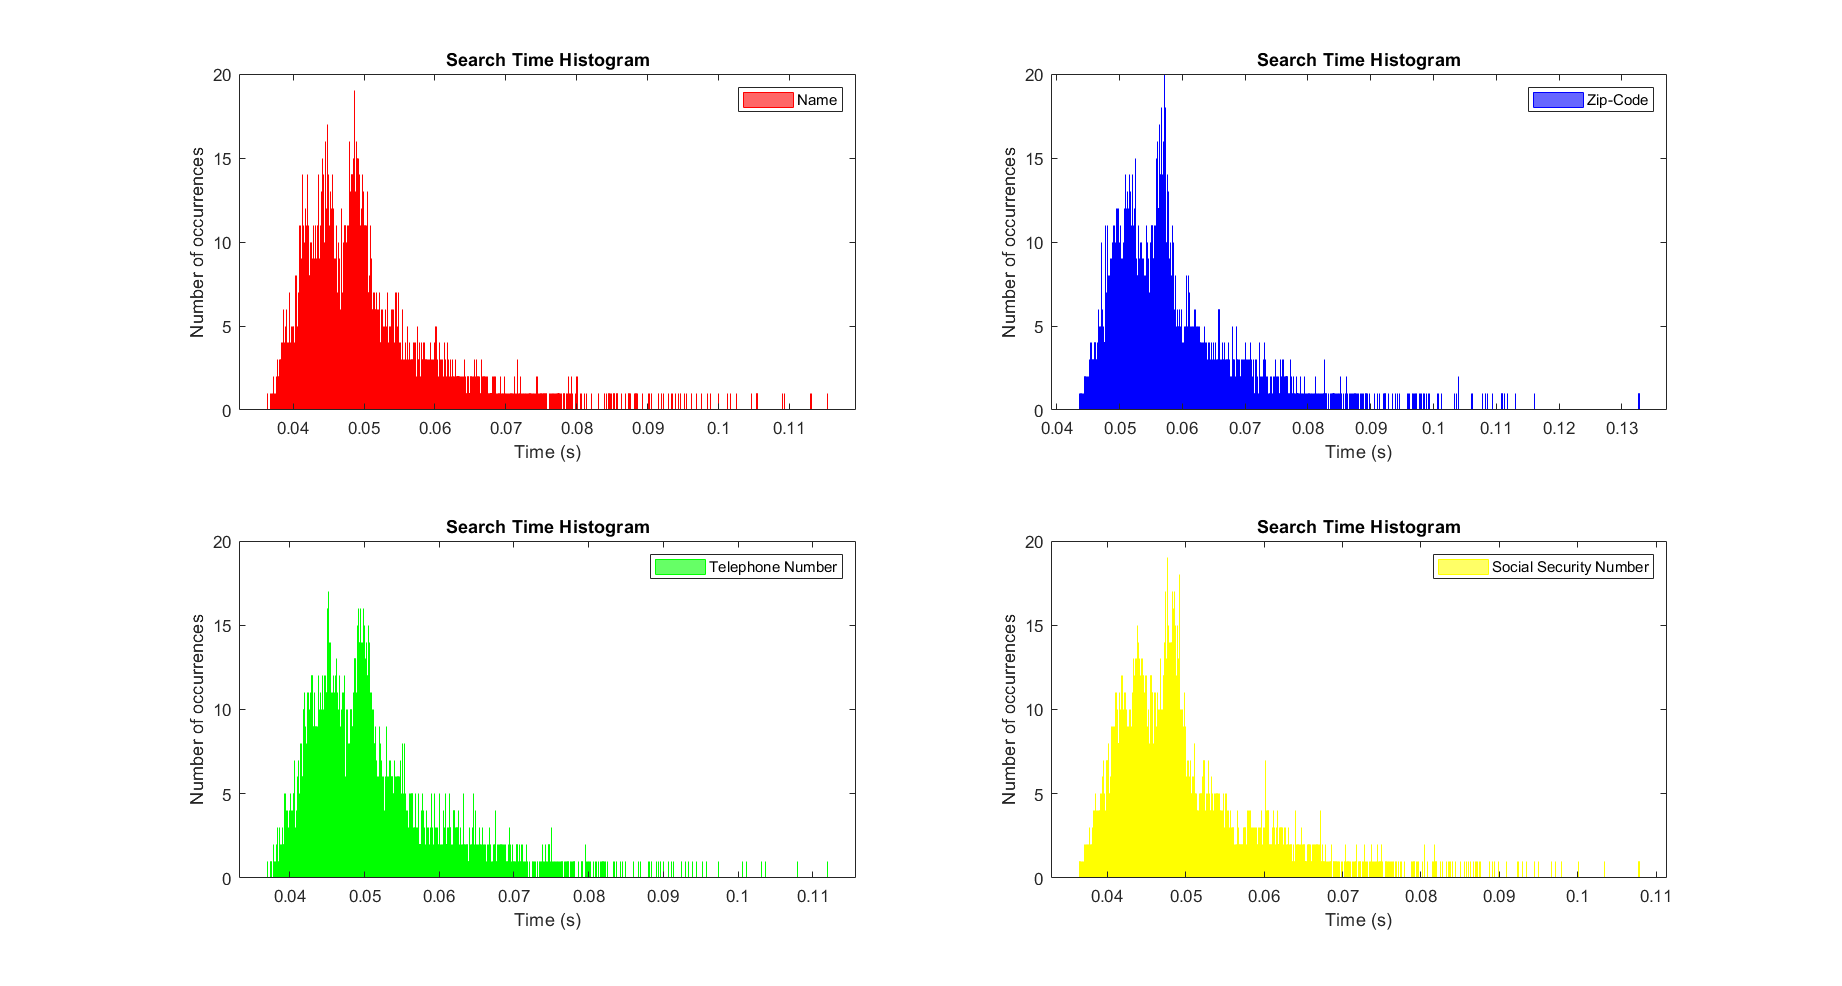 Search Time Histogram
20
15
10
5
0
Number of occurrences
Name
0.04 0.05 0.06 0.07 0.08 0.09 0.1 0.11
Time (s)
Search Time Histogram
20
15
10
5
0
Number of occurrences
Zip-Code
0.04 0.05 0.06 0.07 0.08 0.09 0.1 0.11 0.12 0.13
Time (s)
Search Time Histogram
20
15
10
5
0
Number of occurrences
Telephone Number
0.04 0.05 0.06 0.07 0.08 0.09 0.1 0.11
Time (s)
Search Time Histogram
20
15
10
5
0
Number of occurrences
Social Security Number
0.04 0.05 0.06 0.07 0.08 0.09 0.1 0.11
Time (s)